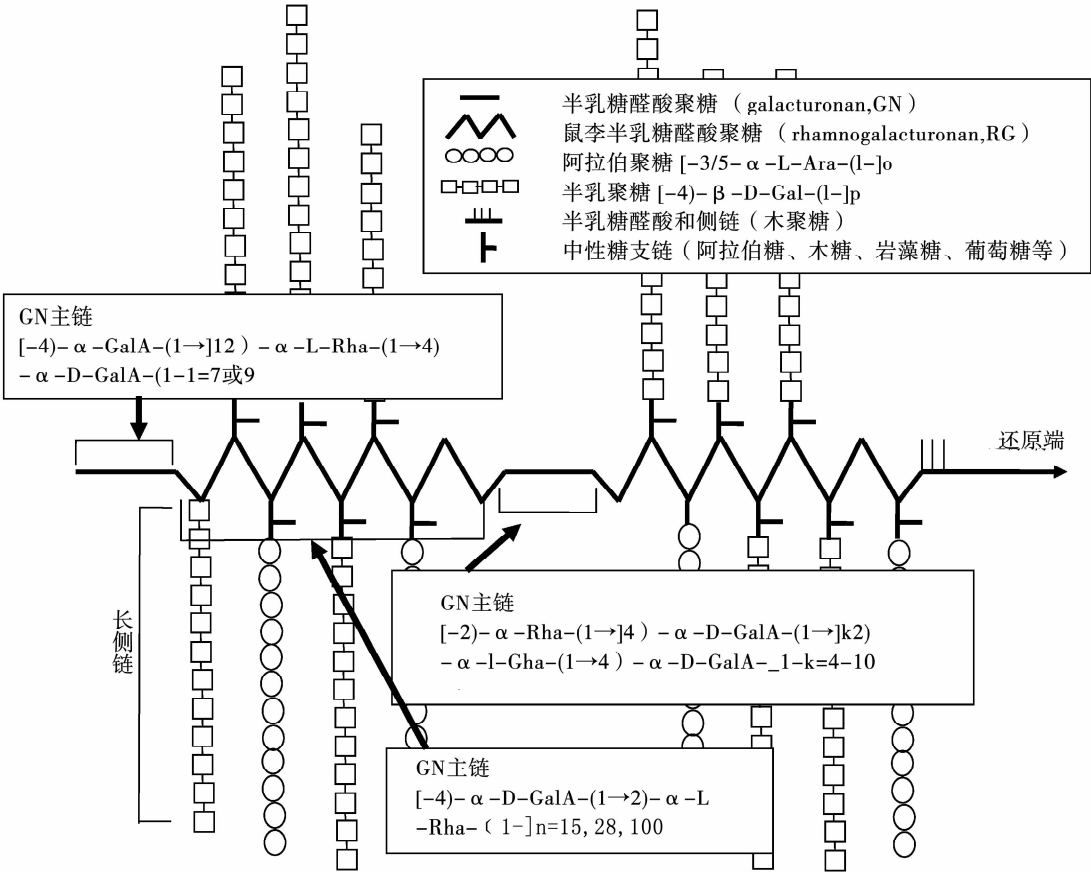 半乳糖醛酸聚糖（galacturonan,GN）
鼠李半乳糖醛酸聚糖（rhamnogalacturonan,RG）
阿拉伯聚糖[-3/5-α-L-Ara-(l-]o
半乳聚糖[-4)-β-D-Gal-(l-]p
半乳糖醛酸和侧链（木聚糖）
中性糖支链（阿拉伯糖、木糖、岩藻糖、葡萄糖等）
GN主链
[-4)-α-GalA-(1→]12）-α-L-Rha-(1→4)
-α-D-GalA-(1-1=7或9
还原端
长侧链
GN主链
[-2)-α-Rha-(1→]4）-α-D-GalA-(1→]k2)
-α-l-Gha-(1→4）-α-D-GalA-_1-k=4-10
GN主链
[-4)-α-D-GalA-(1→2)-α-L
-Rha-﹝1-]n=15,28,100